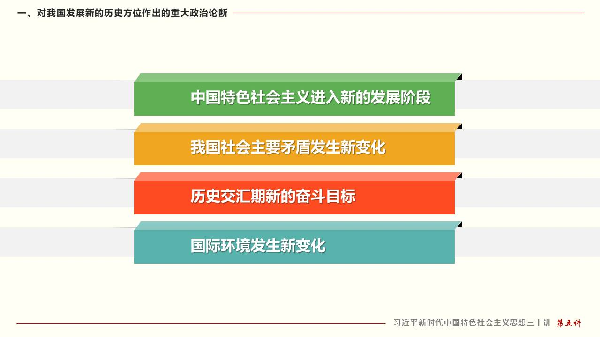 一、对我国发展新的历史方位作出的重大政治论断
中国特色社会主义进入新的发展阶段
我国社会主要矛盾发生新变化
历史交汇期新的奋斗目标
国际环境发生新变化
习近平新时代中国特色社会主义思想三十讲 第五讲